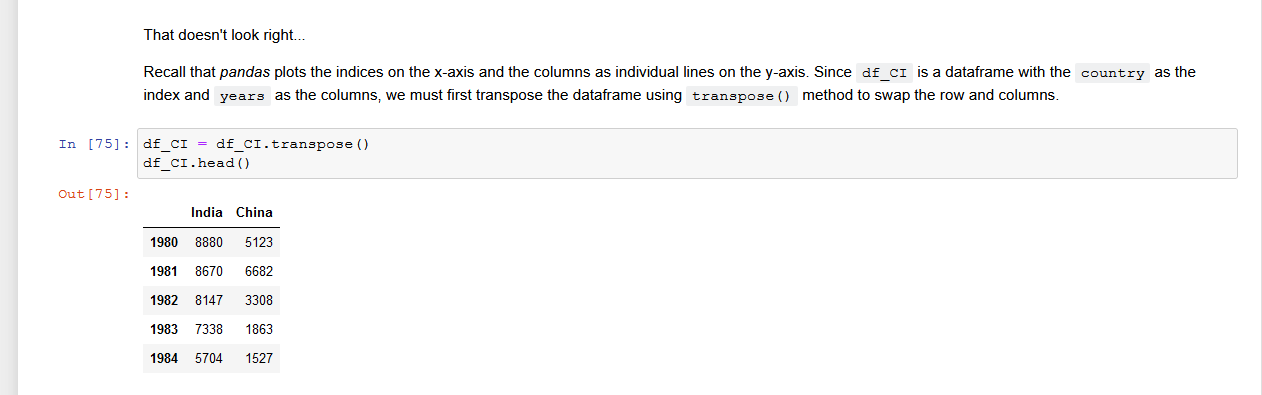 That doesn't look right...
Recall that pandas plots the indices on the x-axis and the columns as individual lines on the y-axis. Since df_CI is a dataframe with the country as the
index and years as the columns, we must first transpose the dataframe using transpose() method to swap the row and columns.
In [75]: df_CI = df_CI.transpose()
df_CI.head()
Out[75]:
India China
1980 8880 5123
1981 8670 6682
1982 8147 3308
1983 7338 1863
1984 5704 1527